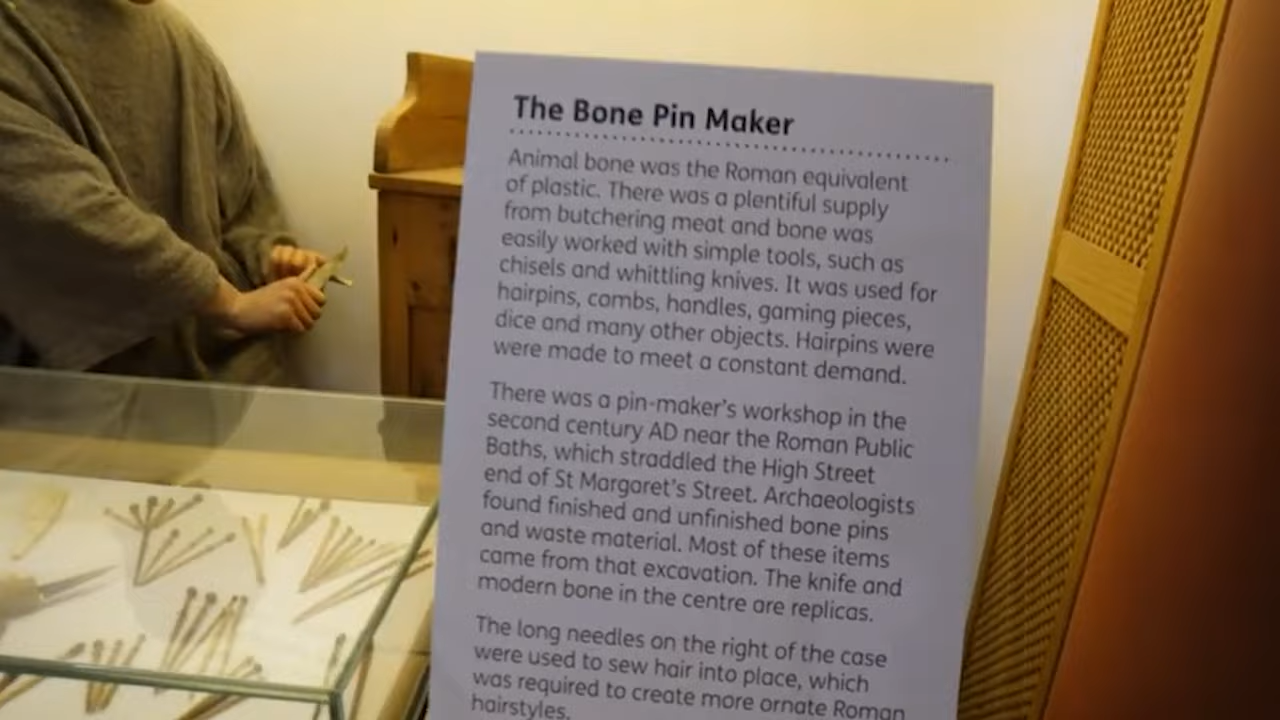 The Bone Pin Maker
Animal bone was the Roman equivalent
of plastic. There was a plentiful supply
from butchering meat and bone was
easily worked with simple tools, such as
chisels and whittling knives. It was used for
hairpins, combs, handles, gaming pieces,
dice and many other objects. Hairpins were
were made to meet a constant demand.
There was a pin-maker's workshop in the
second century AD near the Roman Public
Baths, which straddled the High Street
end of St Margaret's Street. Archaeologists
found finished and unfinished bone pins
and waste material. Most of these items
came from that excavation. The knife and
modern bone in the centre are replicas.
The long needles on the right of the case
were used to sew hair into place, which
was required to create more ornate Roman
hairstyles.